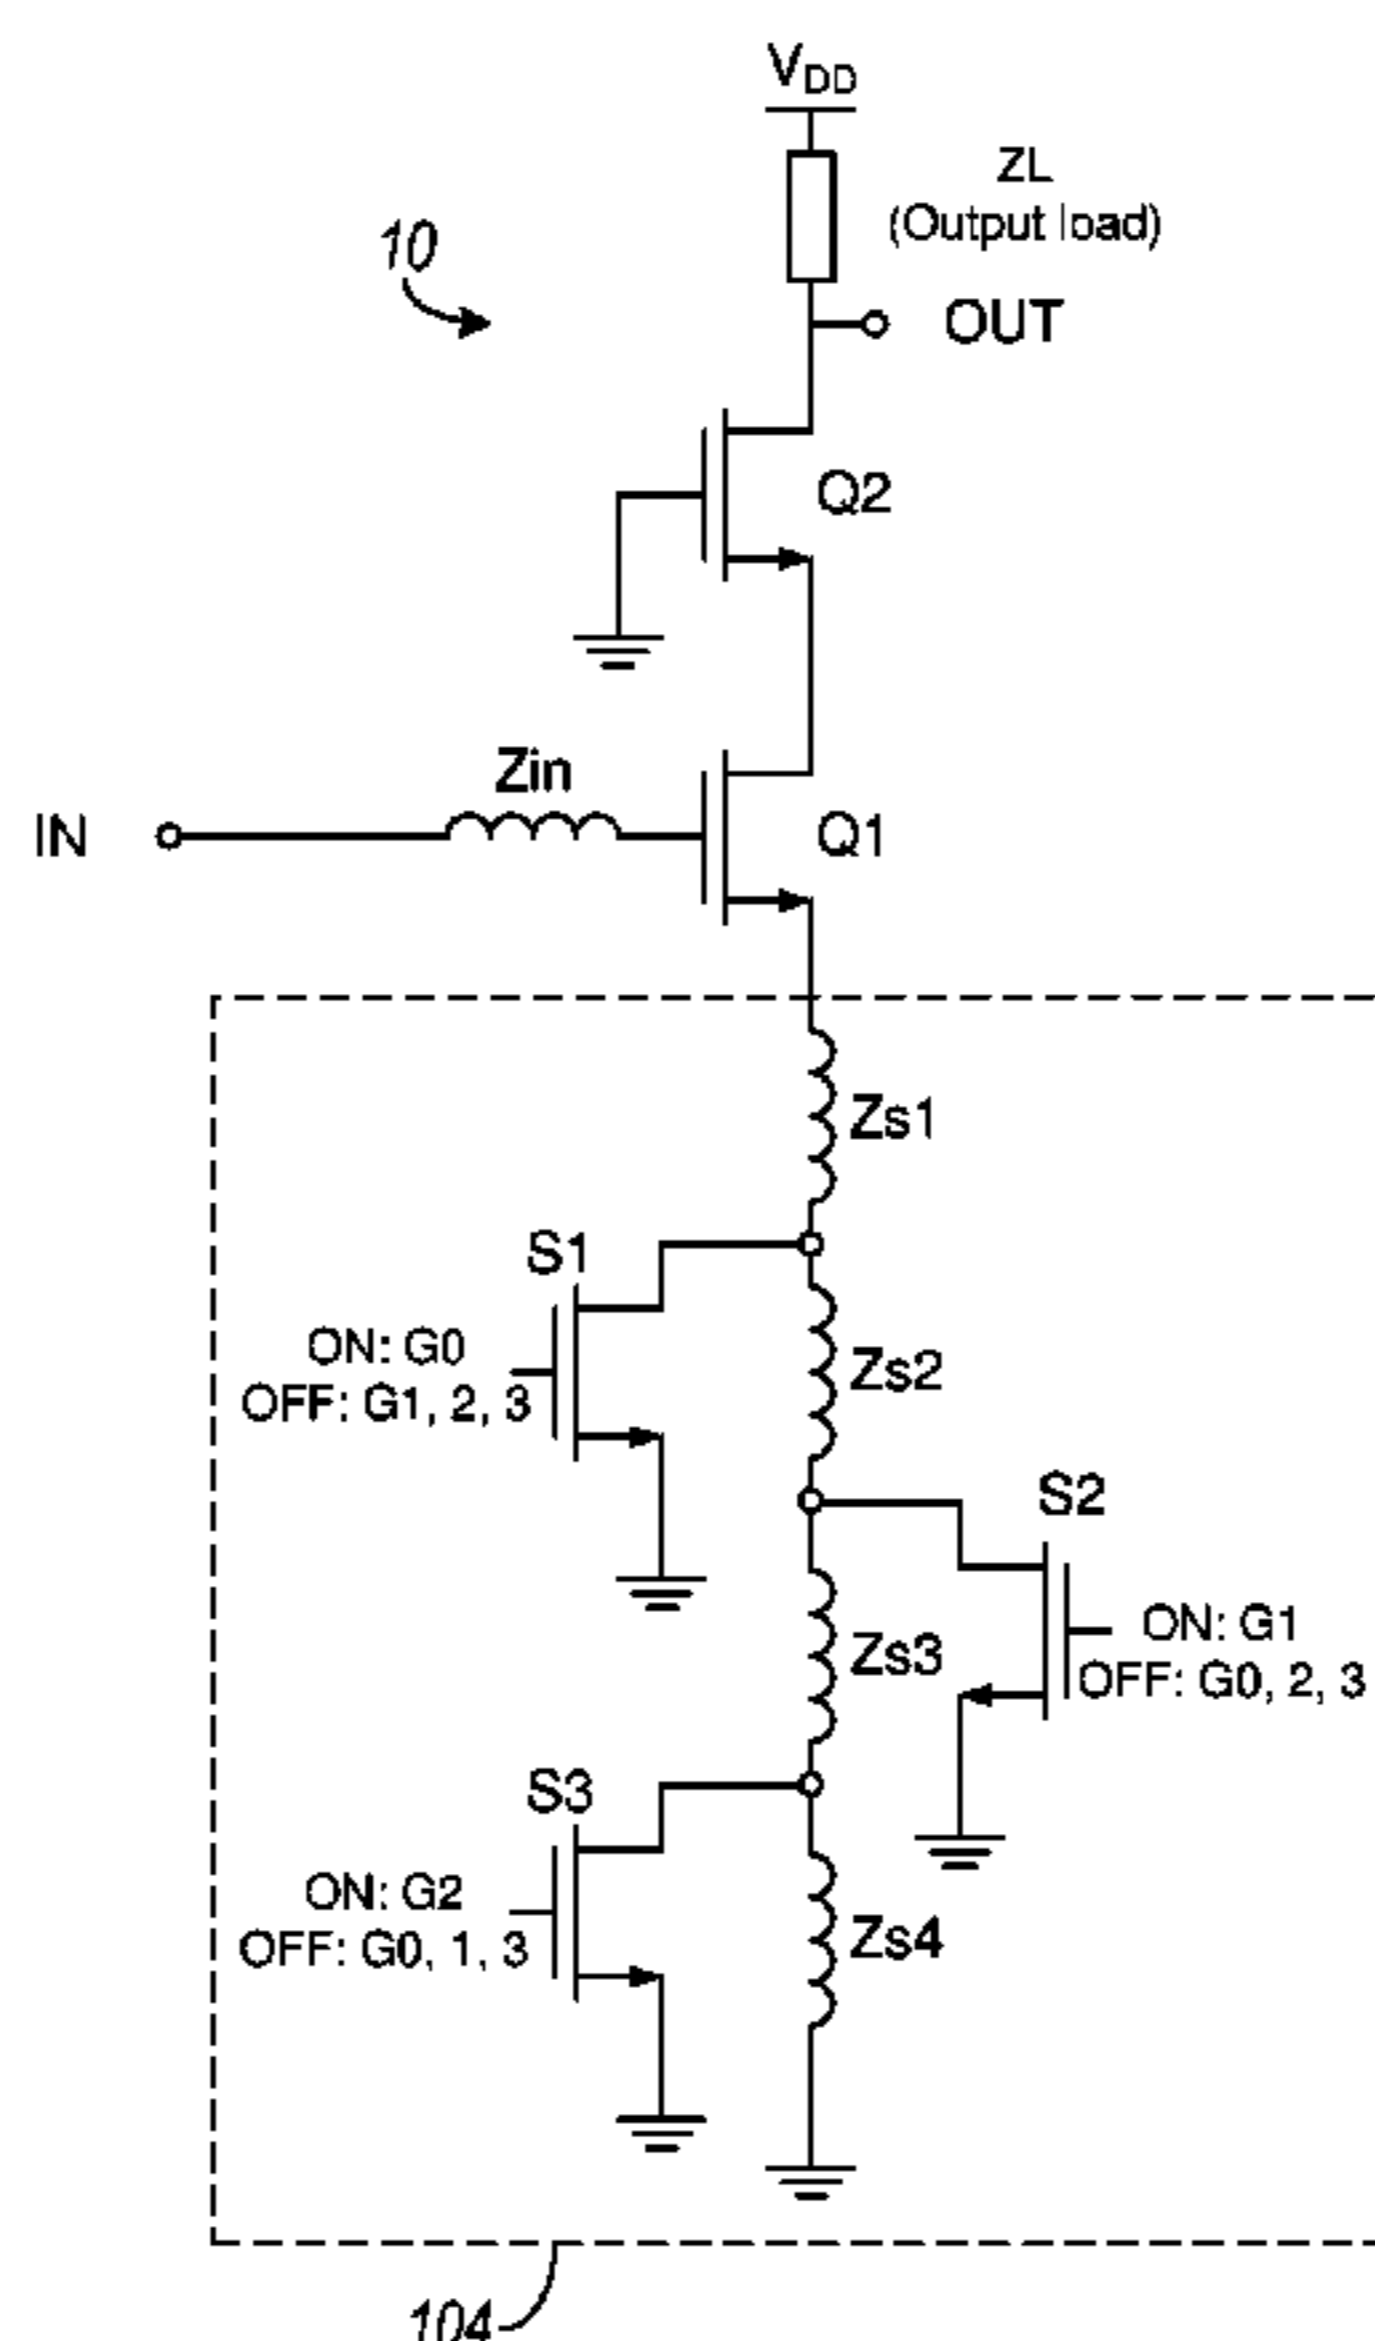 VDD
ZL
(Output load)
10
OUT
Q2
Zin
IN
Q1
Zs1
S1
ON: G0
OFF: G1, 2, 3
Zs2
S2
ON: G1
OFF: G0, 2, 3
Zs3
S3
ON: G2
OFF: G0, 1, 3
Zs4
104